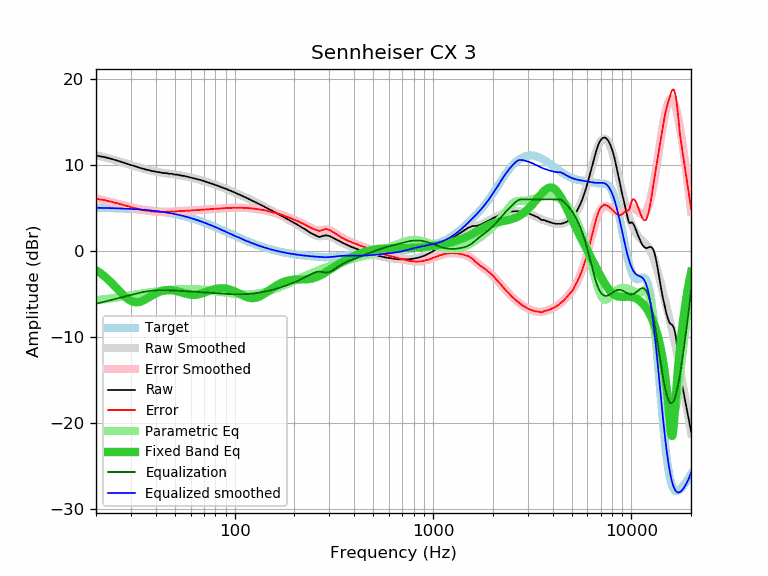 Sennheiser CX 3
Amplitude (dBr)
20
10
0
−10
−20
−30
Target
Raw Smoothed
Error Smoothed
Raw
Error
Parametric Eq
Fixed Band Eq
Equalization
Equalized smoothed
100 1000 10000
Frequency (Hz)